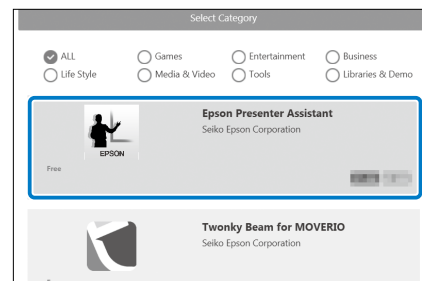 Select Category
ALL Games Entertainment Business
Life Style Media & Video Tools Libraries & Demo
Epson Presenter Assistant
Seiko Epson Corporation
EPSON
Free
Twonky Beam for MOVERIO
Seiko Epson Corporation